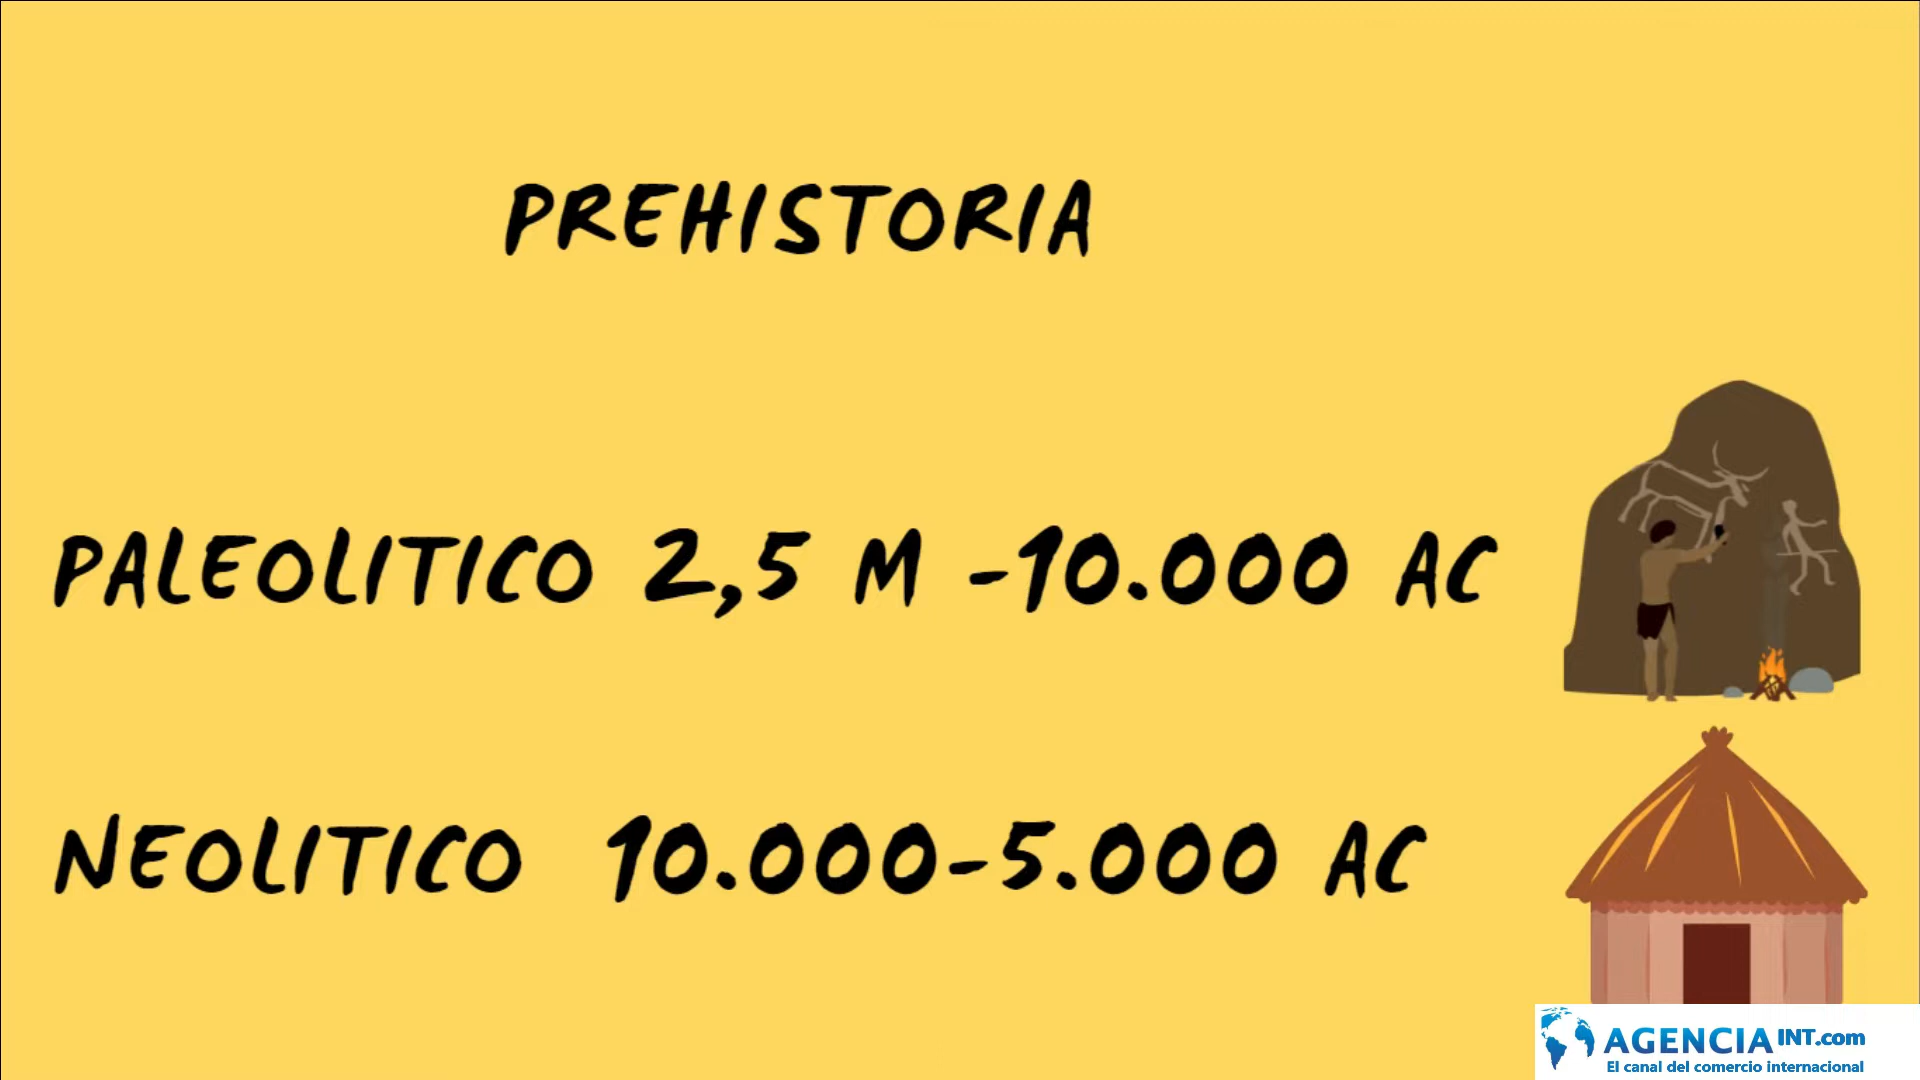 PREHISTORIA
PALEOLITICO 2,5 M -10.000 AC
NEOLITICO 10.000-5.000 AC
AGENCIA INT.com
El canal del comercio internacional